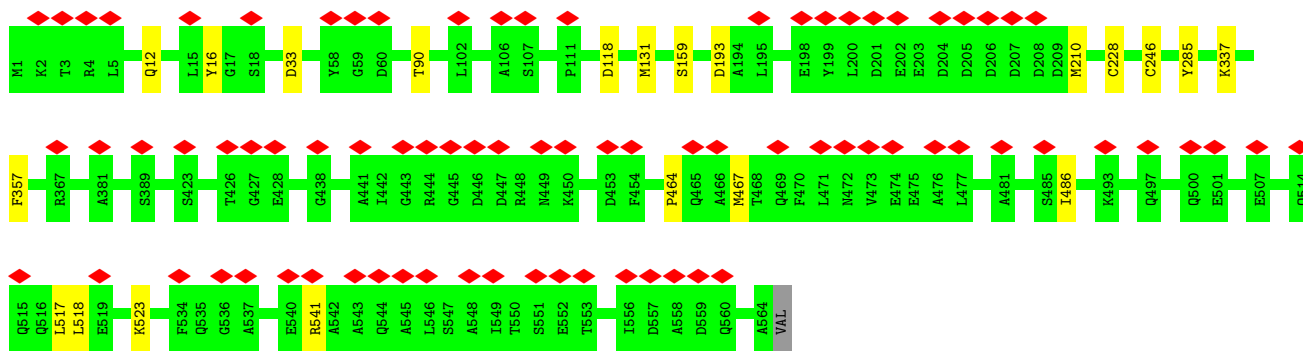 M1 K2 T3 R4 L5 Q12 L15 Y16 G17 S18 D33 Y58 G59 D60 T90 L102 A106 S107 P111 D118 M131 S159 D193 A194 L195 E198 Y199 L200 D201 E202 E203 D204 D205 D206 D207 D208 D209 M210 C228 C246 Y285 K337
F357 R367 A381 S389 S423 T426 G427 E428 G438 A441 I442 G443 R444 G445 D446 D447 R448 N449 K450 D453 F454 P464 Q465 A466 M467 T468 Q469 F470 L471 N472 V473 E474 E475 A476 L477 A481 S485 I486 K493 Q497 Q500 E501 E507
Q515 Q516 L517 L518 E519 K523 F534 Q535 G536 A537 E540 R541 A542 A543 Q544 A545 L546 S547 A548 I549 T550 S551 E552 T553 I556 D557 A558 D559 Q560 A564 VAL